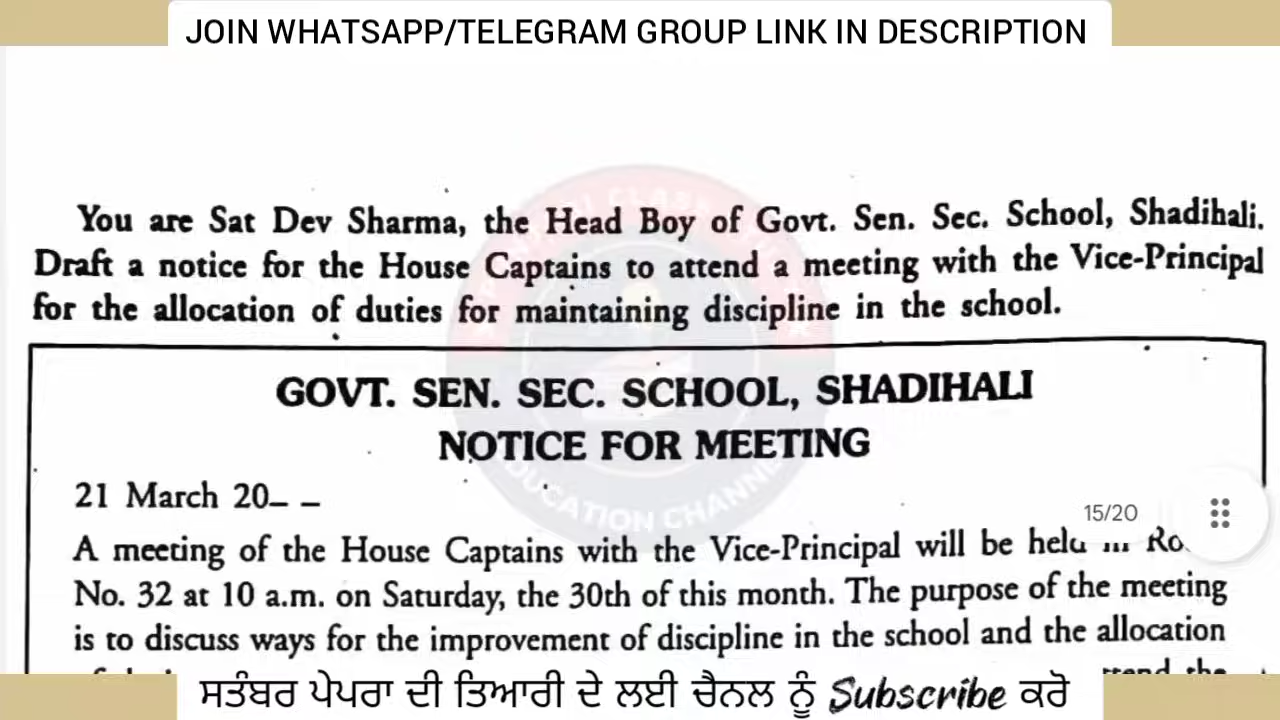 JOIN WHATSAPP/TELEGRAM GROUP LINK IN DESCRIPTION
You are Sat Dev Sharma, the Head Boy of Govt. Sen. Sec. School, Shadihali.
Draft a notice for the House Captains to attend a meeting with the Vice-Principal
for the allocation of duties for maintaining discipline in the school.
GOVT. SEN. SEC. SCHOOL, SHADIHALI
NOTICE FOR MEETING
21 March 20– –
15/20
A meeting of the House Captains with the Vice-Principal will be held in
No. 32 at 10 a.m. on Saturday, the 30th of this month. The purpose of the meeting
is to discuss ways for the improvement of discipline in the school and the allocation
the
EDUCATION CHANNEL
ਸਤੰਬਰ ਪੇਪਰਾ ਦੀ ਤਿਆਰੀ ਦੇ ਲਈ ਚੈਨਲ ਨੂੰ Subscribe ਕਰੋ